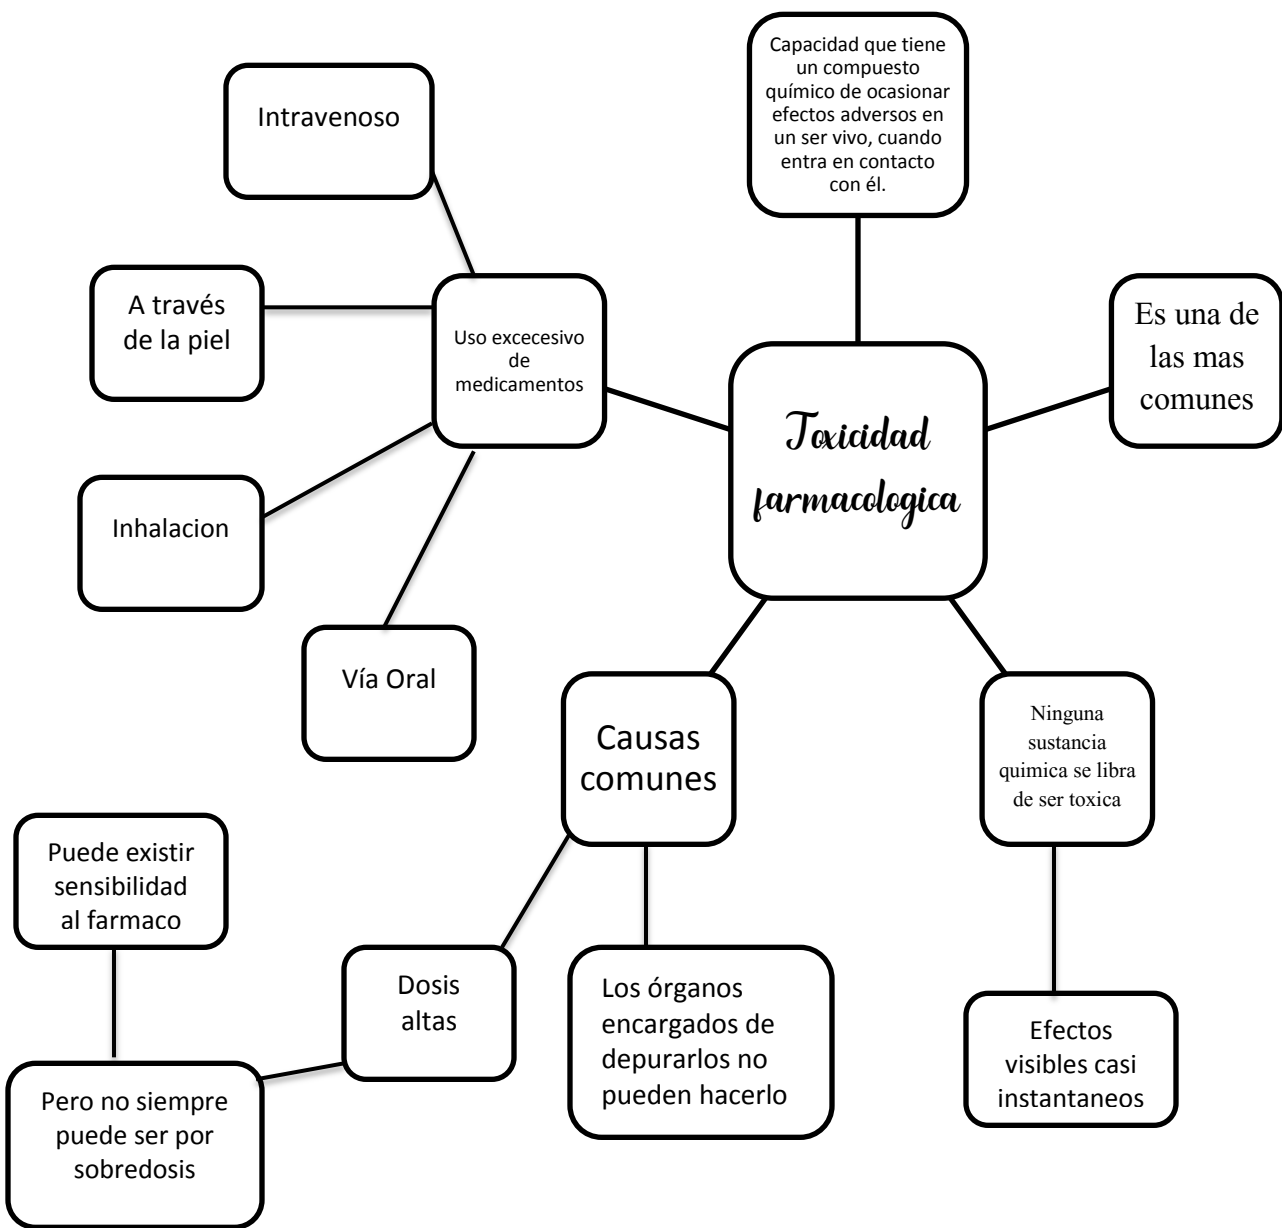 Capacidad que tiene
un compuesto
químico de ocasionar
efectos adversos en
un ser vivo, cuando
entra en contacto
con él.
Intravenoso
A través
de la piel
Uso excecesivo
de
medicamentos
Es una de
las mas
comunes
Toxicidad
farmacologica
Inhalacion
Vía Oral
Causas
comunes
Ninguna
sustancia
quimica se libra
de ser toxica
Puede existir
sensibilidad
al farmaco
Dosis
altas
Los órganos
encargados de
depurarlos no
pueden hacerlo
Efectos
visibles casi
instantaneos
Pero no siempre
puede ser por
sobredosis